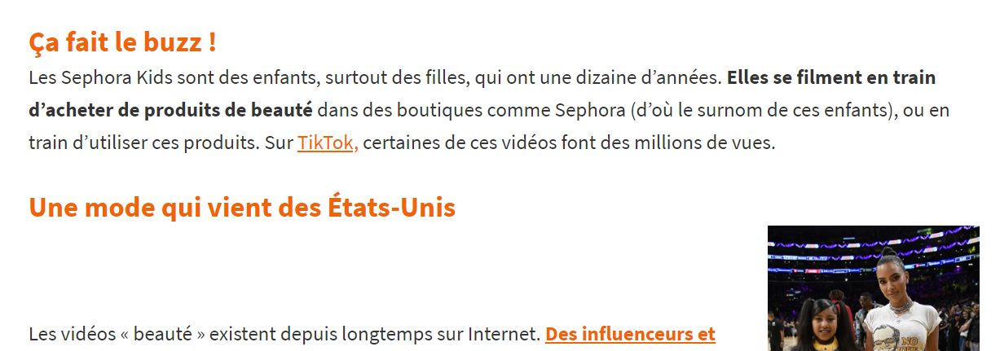 Ça fait le buzz !
Les Sephora Kids sont des enfants, surtout des filles, qui ont une dizaine d’années. Elles se filment en train
d’acheter de produits de beauté dans des boutiques comme Sephora (d’où le surnom de ces enfants), ou en
train d’utiliser ces produits. Sur TikTok, certaines de ces vidéos font des millions de vues.
Une mode qui vient des États-Unis
Les vidéos « beauté » existent depuis longtemps sur Internet. Des influenceurs et
NO